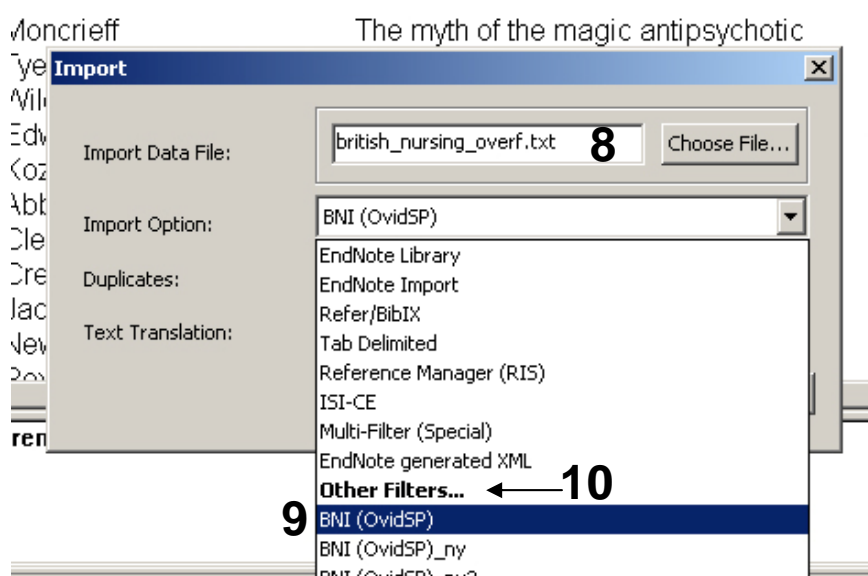 Moncrieff The myth of the magic antipsychotic
Import
Import Data File: british_nursing_overf.txt 8 Choose File...
Import Option: BNI (OvidSP)
Duplicates:
Text Translation:
EndNote Library
EndNote Import
Refer/BibIX
Tab Delimited
Reference Manager (RIS)
ISI-CE
Multi-Filter (Special)
EndNote generated XML
Other Filters... 10
9 BNI (OvidSP)
BNI (OvidSP)_ny